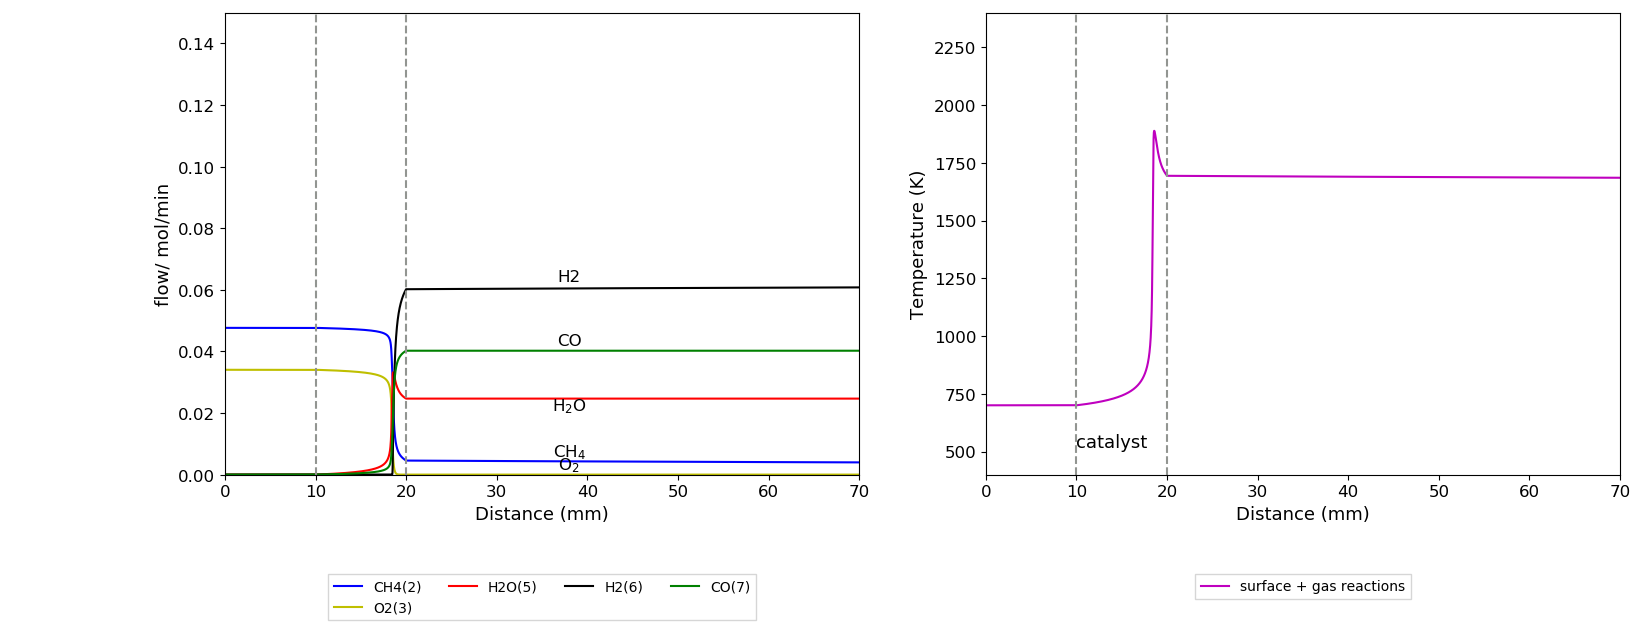 0.14
0.12
0.10
0.08
0.06
0.04
0.02
0.00
flow/ mol/min
H2
CO
H₂O
CH₄
O₂
0 10 20 30 40 50 60 70
Distance (mm)
CH4(2) H2O(5) H2(6) CO(7)
O2(3)
2250
2000
1750
1500
1250
1000
750
500
Temperature (K)
catalyst
0 10 20 30 40 50 60 70
Distance (mm)
surface + gas reactions